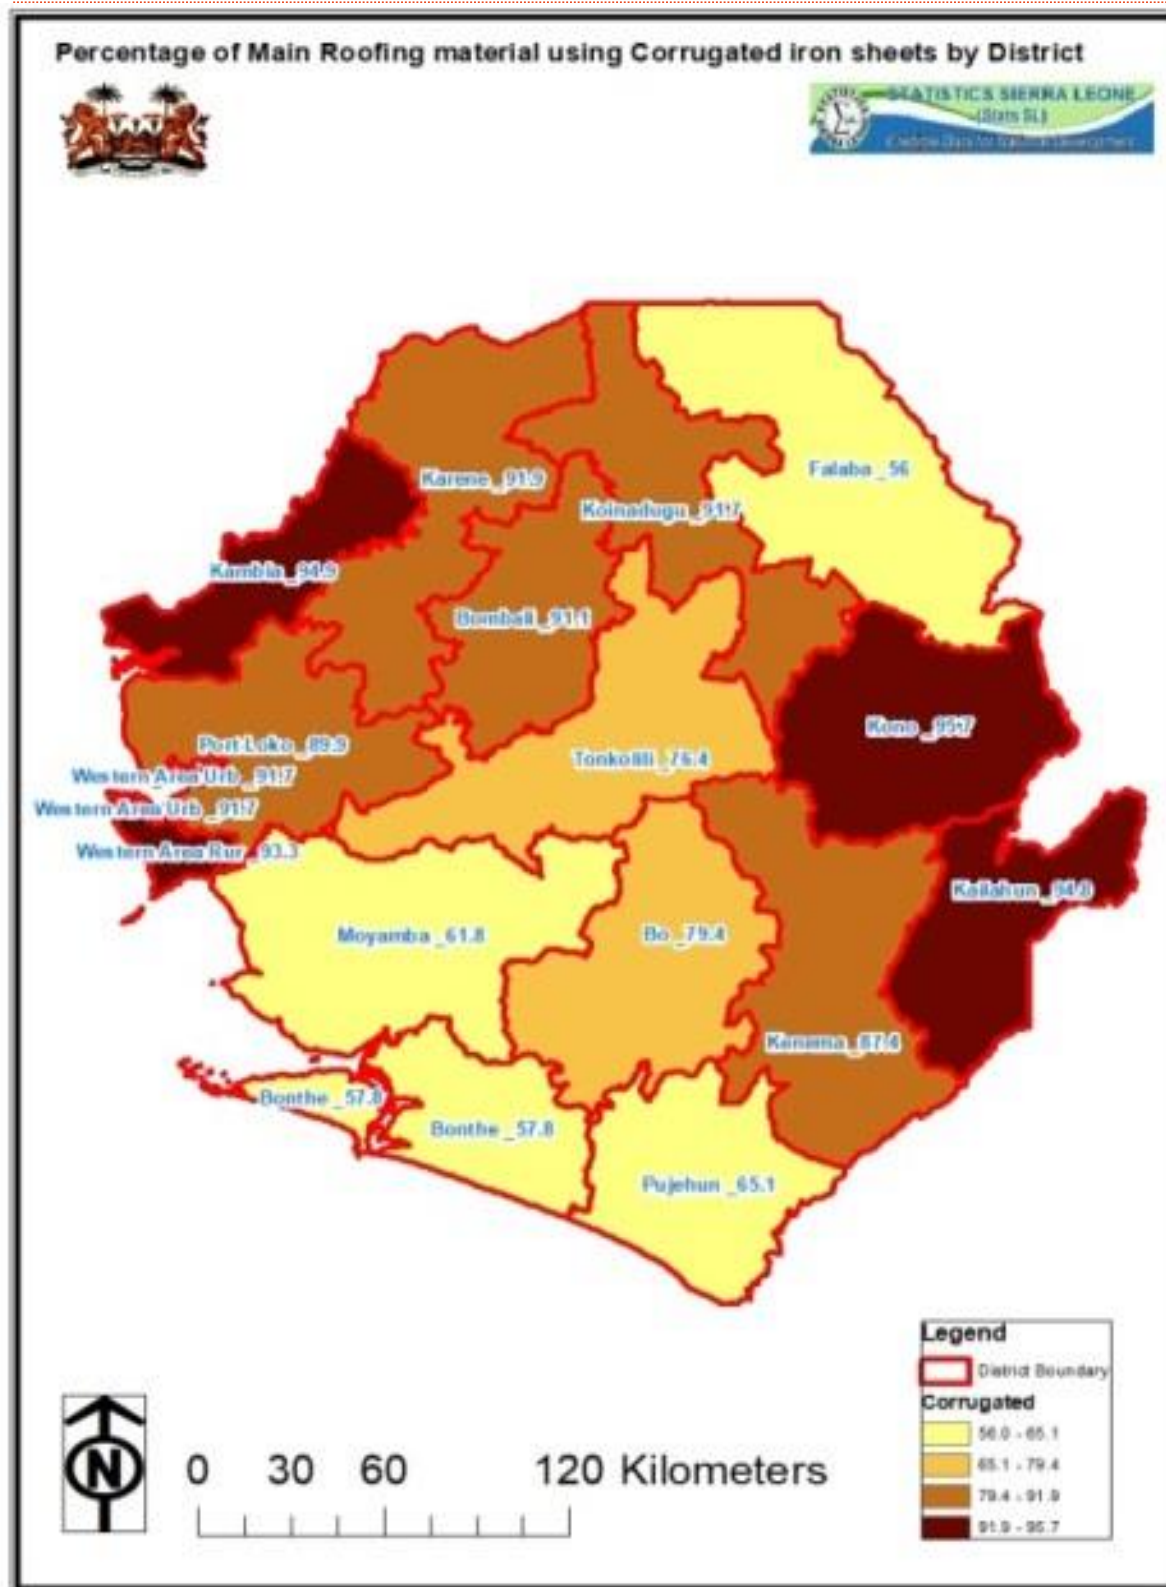 Percentage of Main Roofing material using Corrugated iron sheets by District
STATISTICS SIERRA LEONE
(Stats SL)
Falaba _56
Karene _91.9
Koinadugu _91.7
Kambia _94.9
Bombali _91.1
Kono _95.7
Port Loko _89.9
Tonkolili _76.4
Western Area Urb _91.7
Western Area Urb _91.7
Western Area Rur _93.3
Kailahun _94.8
Moyamba _61.8
Bo _79.4
Kenema _87.4
Bonthe _57.8
Bonthe _57.8
Pujehun _65.1
Legend
District Boundary
Corrugated
56.0 - 65.1
65.1 - 79.4
79.4 - 91.9
91.9 - 95.7
N
0 30 60 120 Kilometers